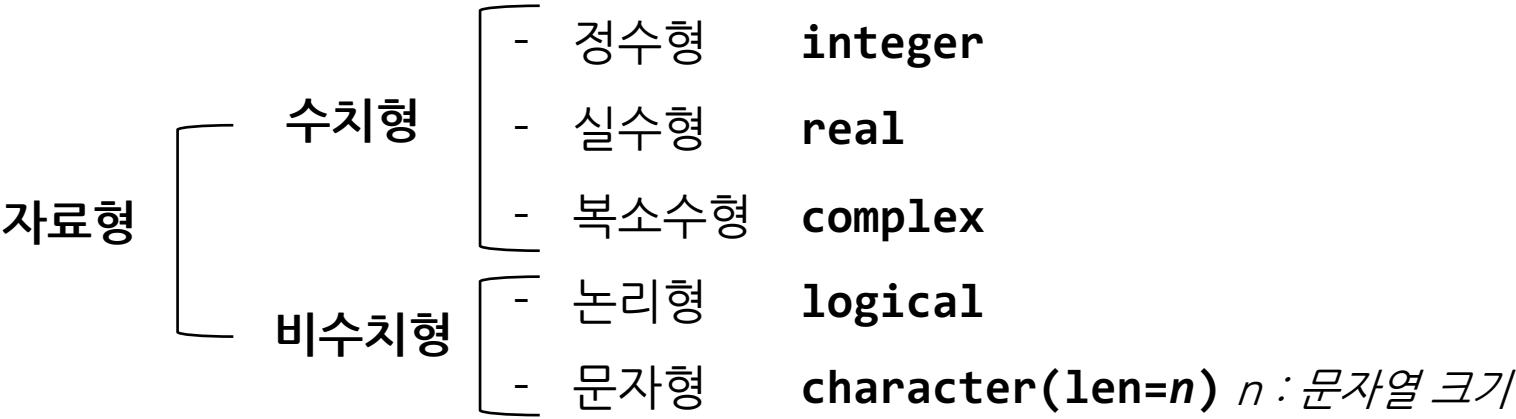 자료형
수치형
- 정수형 integer
- 실수형 real
- 복소수형 complex
비수치형
- 논리형 logical
- 문자형 character(len=n) n : 문자열 크기